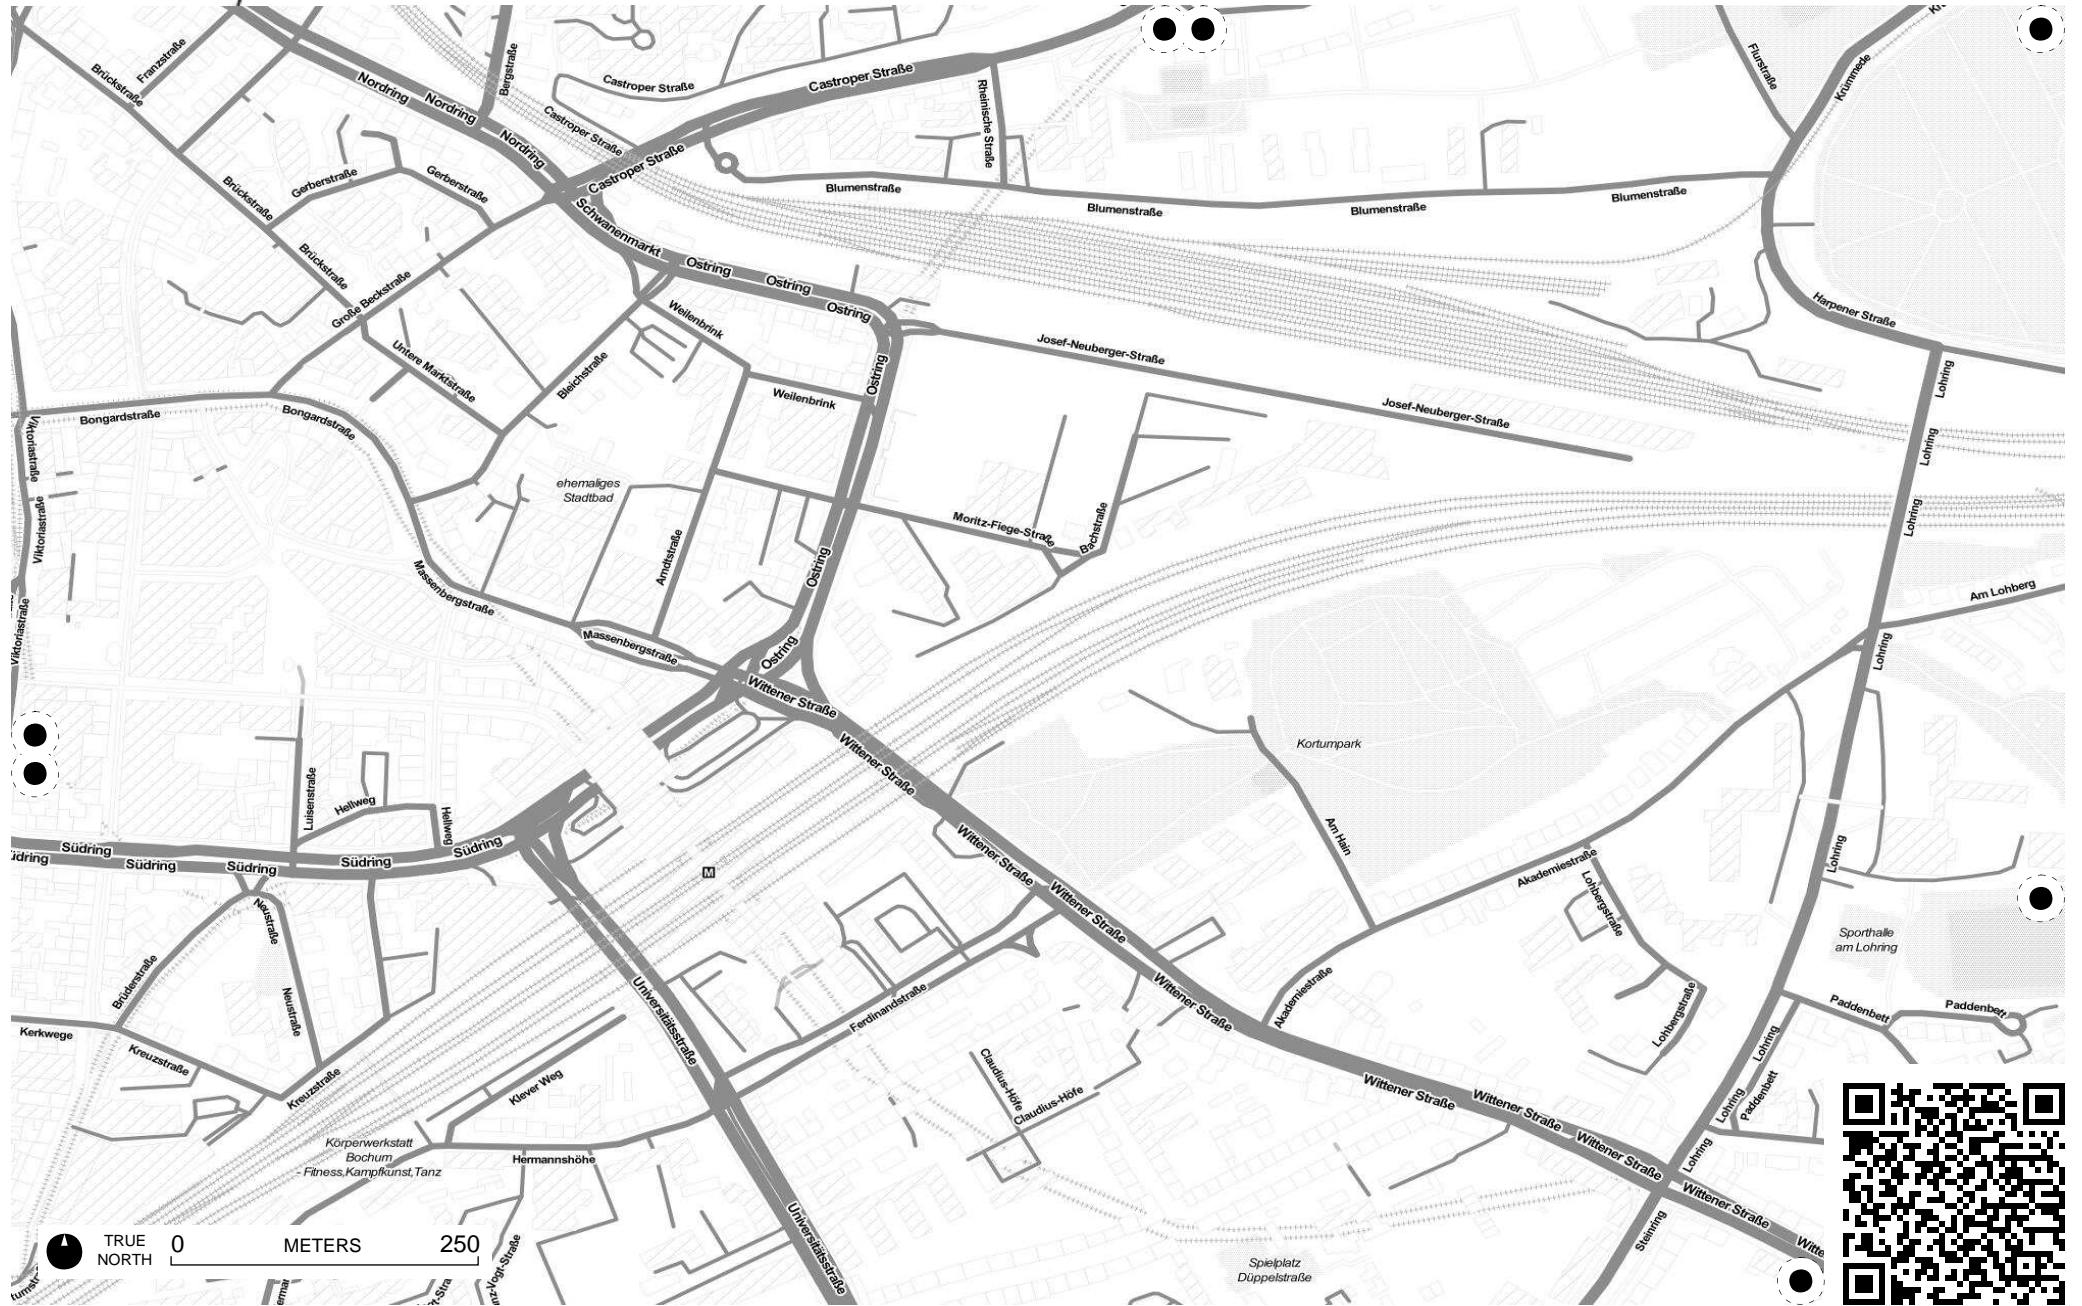 Franzstraße
Brückstraße
Nordring
Nordring
Bergstraße
Castroper Straße
Castroper Straße
Castroper Straße
Rheinische Straße
Flurstraße
Krümmede
Nordring
Castroper Straße
Gerberstraße
Gerberstraße
Brückstraße
Blumenstraße
Blumenstraße
Blumenstraße
Blumenstraße
Schwanenmarkt
Brückstraße
Ostring
Ostring
Ostring
Große Beckstraße
Weilenbrink
Harpener Straße
Josef-Neuberger-Straße
Untere Marktstraße
Bleichstraße
Ostring
Weilenbrink
Lohring
Josef-Neuberger-Straße
Bongardstraße
Bongardstraße
Viktoriastraße
Lohring
ehemaliges
Stadtbad
Viktoriastraße
Moritz-Fiege-Straße
Bachstraße
Lohring
Arndtstraße
Ostring
Massenbergstraße
Am Lohberg
Viktoriastraße
Massenbergstraße
Ostring
Lohring
Wittener Straße
Wittener Straße
Kortumpark
Luisenstraße
Hellweg
Hellweg
Am Hain
Südring
Südring
Südring
Südring
Südring
Wittener Straße
M
Akademiestraße
Lohring
Lohbergstraße
Wittener Straße
Neustraße
Sporthalle
am Lohring
Brüderstraße
Neustraße
Universitätsstraße
Ferdinandstraße
Wittener Straße
Akademiestraße
Lohbergstraße
Paddenbett
Paddenbett
Kerkwege
Kreuzstraße
Kreuzstraße
Klever Weg
Claudius-Höfe
Claudius-Höfe
Wittener Straße
Wittener Straße
Wittener Straße
Lohring
Lohring
Paddenbett
Lohring
Körperwerkstatt
Bochum
- Fitness,Kampfkunst,Tanz
Hermannshöhe
Universitätsstraße
Wittener Straße
Steinring
Spielplatz
Düppelstraße
TRUE
NORTH
0 METERS 250